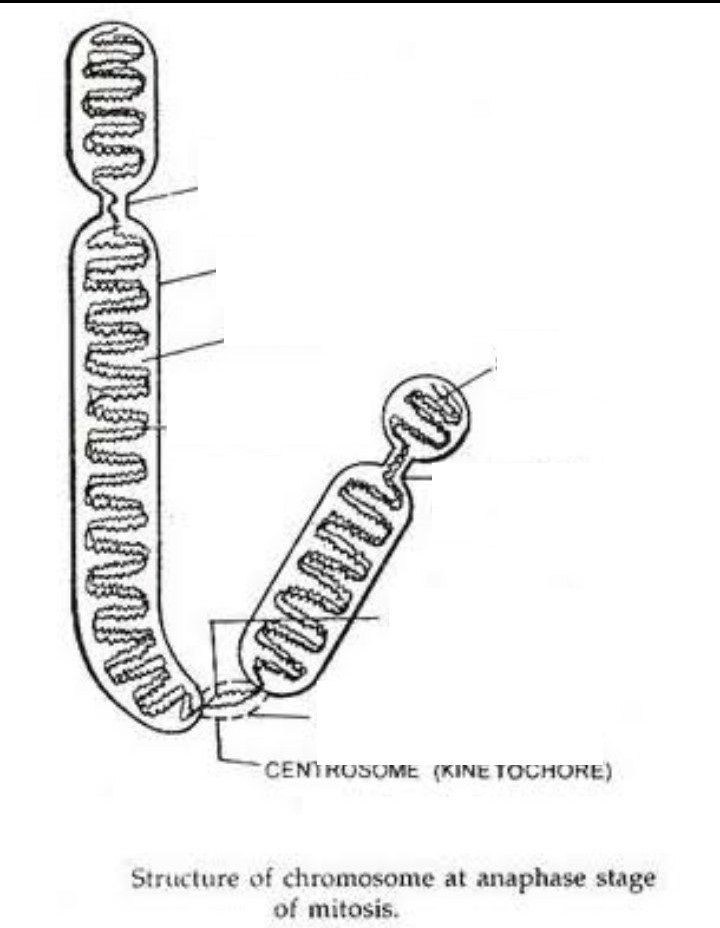 CENTROSOME (KINETOCHORE)
Structure of chromosome at anaphase stage
of mitosis.